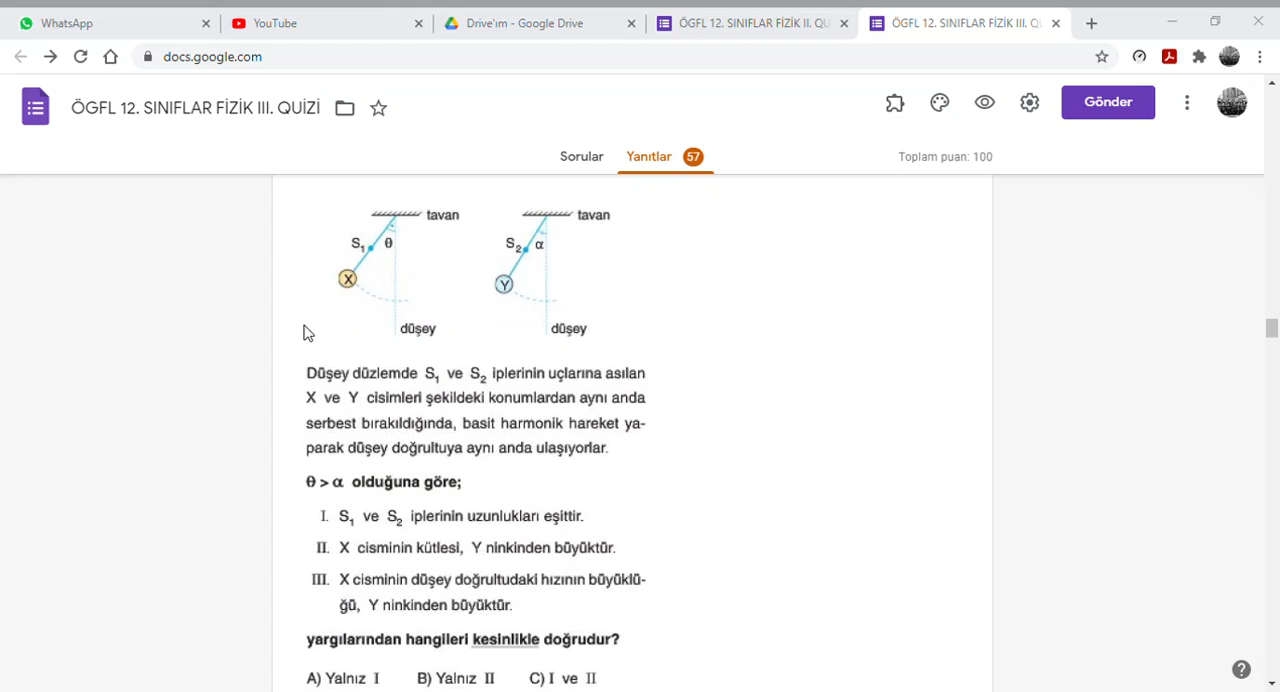 WhatsApp
YouTube
Drive'ım - Google Drive
ÖGFL 12. SINIFLAR FİZİK II. QU
ÖGFL 12. SINIFLAR FİZİK III. QU
docs.google.com
ÖGFL 12. SINIFLAR FİZİK III. QUİZİ
Gönder
Sorular
Yanıtlar 57
Toplam puan: 100
tavan tavan
S₁ θ S₂ α
X Y
düşey düşey
Düşey düzlemde S₁ ve S₂ iplerinin uçlarına asılan
X ve Y cisimleri şekildeki konumlardan aynı anda
serbest bırakıldığında, basit harmonik hareket ya-
parak düşey doğrultuya aynı anda ulaşıyorlar.
θ > α olduğuna göre;
I. S₁ ve S₂ iplerinin uzunlukları eşittir.
II. X cisminin kütlesi, Y ninkinden büyüktür.
III. X cisminin düşey doğrultudaki hızının büyüklü-
ğü, Y ninkinden büyüktür.
yargılarından hangileri kesinlikle doğrudur?
A) Yalnız I B) Yalnız II C) I ve II